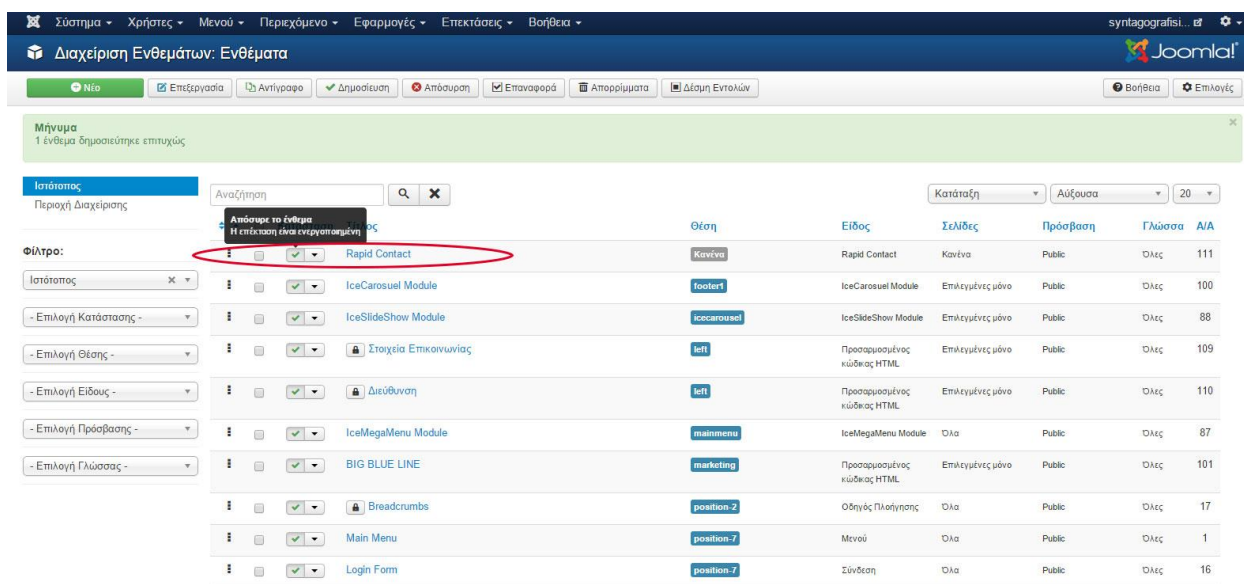 Σύστημα Χρήστες Μενού Περιεχόμενο Εφαρμογές Επεκτάσεις Βοήθεια syntagografisi...
Διαχείριση Ενθεμάτων: Ενθέματα Joomla!
Νέο Επεξεργασία Αντίγραφο Δημοσίευση Απόσυρση Επαναφορά Απορρίμματα Δέσμη Εντολών Βοήθεια Επιλογές
Μήνυμα
1 ένθεμα δημοσιεύτηκε επιτυχώς
Ιστότοπος
Περιοχή Διαχείρισης
Φίλτρο:
Ιστότοπος
- Επιλογή Κατάστασης -
- Επιλογή Θέσης -
- Επιλογή Είδους -
- Επιλογή Πρόσβασης -
- Επιλογή Γλώσσας -
Αναζήτηση Κατάταξη Αύξουσα 20
Απόσυρε το ένθεμα
Η επέκταση είναι ενεργοποιημένη
Θέση Είδος Σελίδες Πρόσβαση Γλώσσα Α/Α
Rapid Contact Κανένα Rapid Contact Κανένα Public Όλες 111
IceCarosuel Module footer1 IceCarosuel Module Επιλεγμένες μόνο Public Όλες 100
IceSlideShow Module icecarousel IceSlideShow Module Επιλεγμένες μόνο Public Όλες 88
Στοιχεία Επικοινωνίας left Προσαρμοσμένος Επιλεγμένες μόνο Public Όλες 109
κώδικας HTML
Διεύθυνση left Προσαρμοσμένος Επιλεγμένες μόνο Public Όλες 110
κώδικας HTML
IceMegaMenu Module mainmenu IceMegaMenu Module Όλα Public Όλες 87
BIG BLUE LINE marketing Προσαρμοσμένος Επιλεγμένες μόνο Public Όλες 101
κώδικας HTML
Breadcrumbs position-2 Οδηγός Πλοήγησης Όλα Public Όλες 17
Main Menu position-7 Μενού Όλα Public Όλες 1
Login Form position-7 Σύνδεση Όλα Public Όλες 16